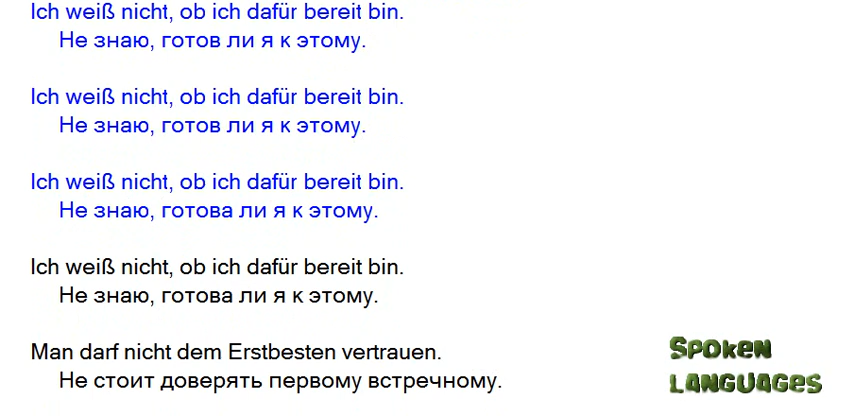 Ich weiß nicht, ob ich dafür bereit bin.
Не знаю, готов ли я к этому.
Ich weiß nicht, ob ich dafür bereit bin.
Не знаю, готов ли я к этому.
Ich weiß nicht, ob ich dafür bereit bin.
Не знаю, готова ли я к этому.
Ich weiß nicht, ob ich dafür bereit bin.
Не знаю, готова ли я к этому.
Man darf nicht dem Erstbesten vertrauen.
Не стоит доверять первому встречному.
Spoken
Languages